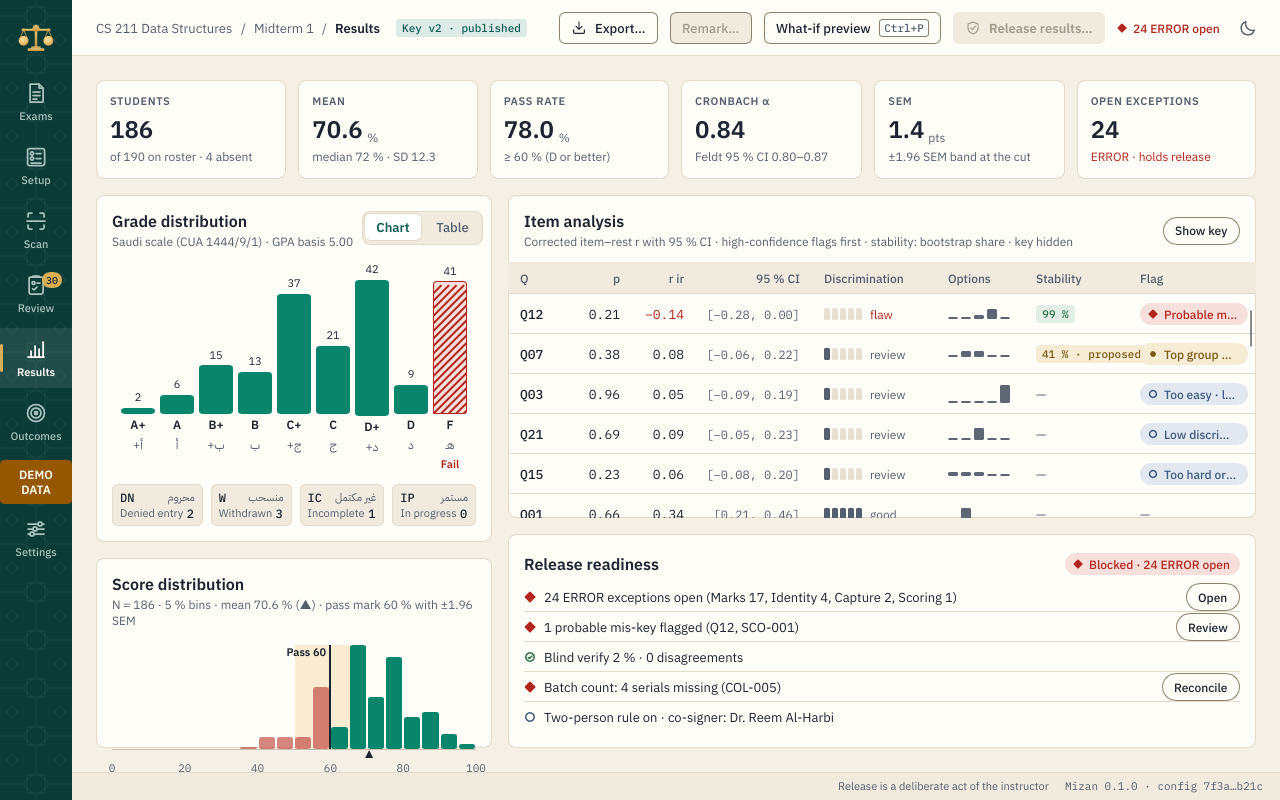 CS 211 Data Structures / Midterm 1 / Results Key v2 · published
Export... Remark... What-if preview Ctrl+P Release results... 24 ERROR open
Exams
Setup
Scan
30
Review
Results
Outcomes
DEMO DATA
Settings
STUDENTS
186
of 190 on roster · 4 absent
MEAN
70.6 %
median 72 % · SD 12.3
PASS RATE
78.0 %
≥ 60 % (D or better)
CRONBACH α
0.84
Feldt 95 % CI 0.80–0.87
SEM
1.4 pts
±1.96 SEM band at the cut
OPEN EXCEPTIONS
24
ERROR · holds release
Grade distribution
Saudi scale (CUA 1444/9/1) · GPA basis 5.00
Chart Table
2 6 15 13 37 21 42 9 41
A+ A B+ B C+ C D+ D F
أ+ أ ب+ ب ج+ ج د+ د هـ
Fail
DN محروم
Denied entry 2
W منسحب
Withdrawn 3
IC غير مكتمل
Incomplete 1
IP مستمر
In progress 0
Score distribution
N = 186 · 5 % bins · mean 70.6 % (▲) · pass mark 60 % with ±1.96
SEM
Pass 60
0 20 40 60 80 100
Item analysis
Corrected item–rest r with 95 % CI · high-confidence flags first · stability: bootstrap share · key hidden
Show key
Q p r ir 95 % CI Discrimination Options Stability Flag
Q12 0.21 −0.14 [−0.28, 0.00] flaw 99 % Probable m...
Q07 0.38 0.08 [−0.06, 0.22] review 41 % · proposed Top group ...
Q03 0.96 0.05 [−0.09, 0.19] review — Too easy · l...
Q21 0.69 0.09 [−0.05, 0.23] review — Low discri...
Q15 0.23 0.06 [−0.08, 0.20] review — Too hard or...
Q01 0.66 0.34 [0.21, 0.46] good — —
Release readiness
Blocked · 24 ERROR open
24 ERROR exceptions open (Marks 17, Identity 4, Capture 2, Scoring 1) Open
1 probable mis-key flagged (Q12, SCO-001) Review
Blind verify 2 % · 0 disagreements
Batch count: 4 serials missing (COL-005) Reconcile
Two-person rule on · co-signer: Dr. Reem Al-Harbi
Release is a deliberate act of the instructor Mizan 0.1.0 · config 7f3a…b21c